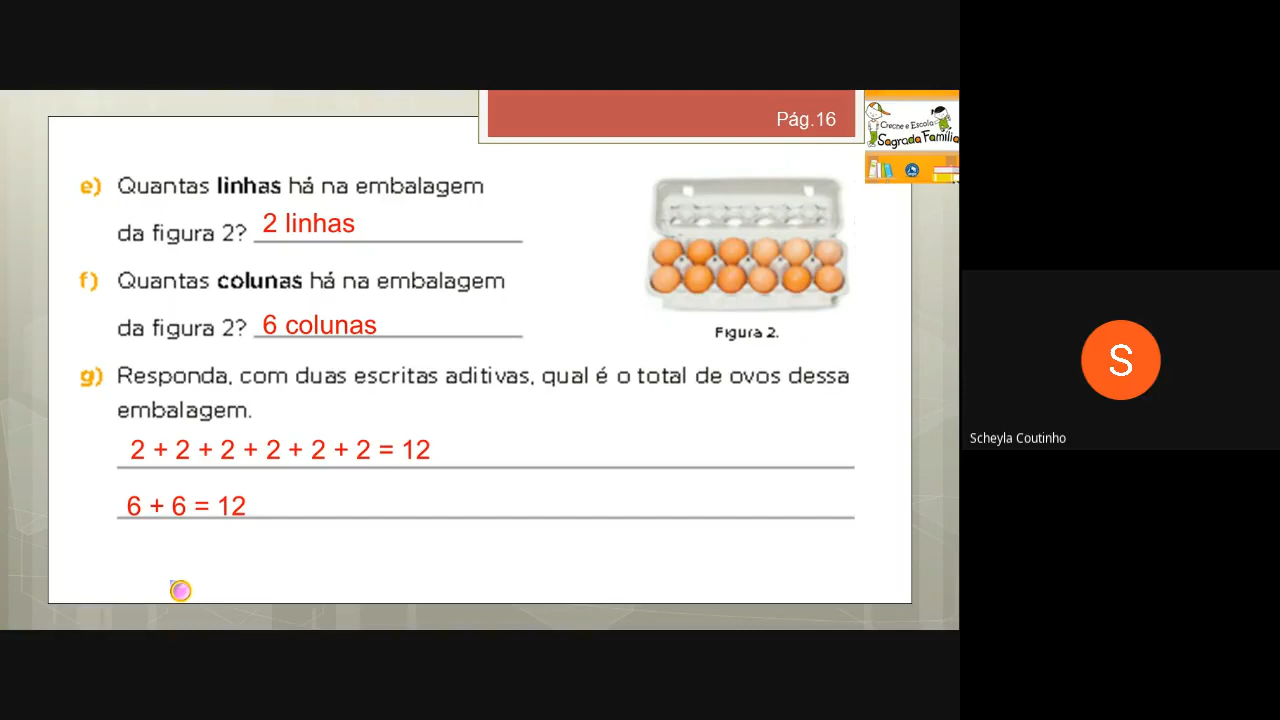 Pág.16
Creche e Escola
Sagrada Família
e) Quantas linhas há na embalagem
da figura 2? 2 linhas
f) Quantas colunas há na embalagem
da figura 2? 6 colunas
Figura 2.
g) Responda, com duas escritas aditivas, qual é o total de ovos dessa
embalagem.
2 + 2 + 2 + 2 + 2 + 2 = 12
6 + 6 = 12
S
Scheyla Coutinho